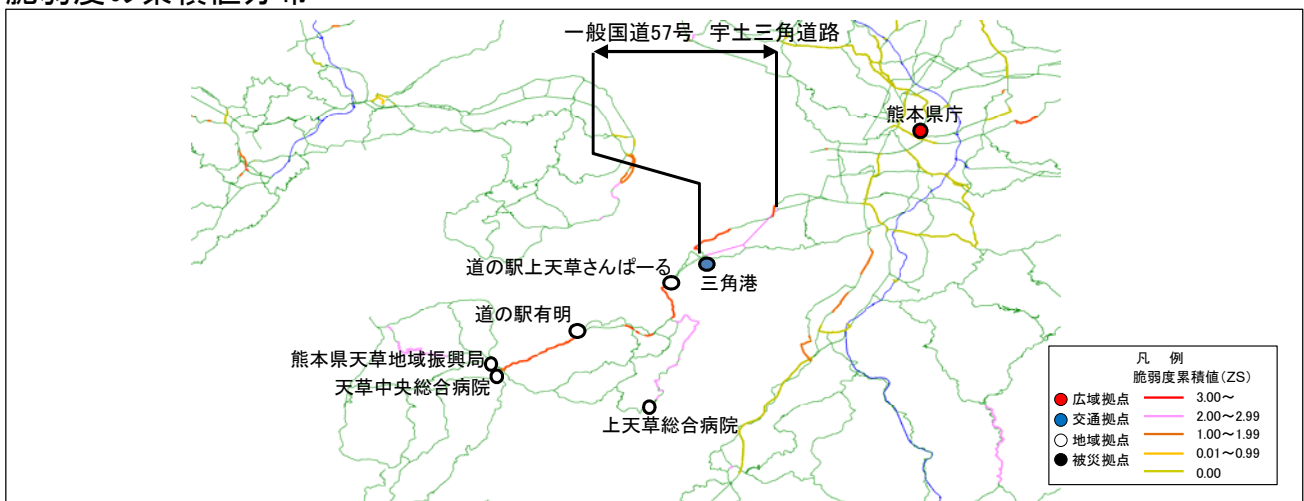 脆弱度の累積値分布
一般国道57号 宇土三角道路
熊本県庁
道の駅上天草さんぱーる
三角港
道の駅有明
熊本県天草地域振興局
天草中央総合病院
上天草総合病院
凡 例
脆弱度累積値(ZS)
広域拠点 3.00~
交通拠点 2.00~2.99
地域拠点 1.00~1.99
被災拠点 0.01~0.99
0.00